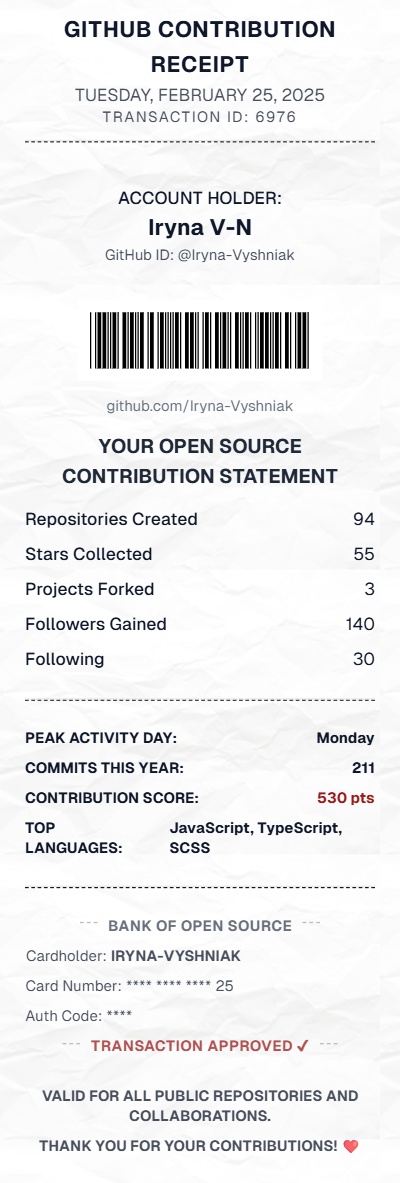 GITHUB CONTRIBUTION
RECEIPT
TUESDAY, FEBRUARY 25, 2025
TRANSACTION ID: 6976
ACCOUNT HOLDER:
Iryna V-N
GitHub ID: @Iryna-Vyshniak
github.com/Iryna-Vyshniak
YOUR OPEN SOURCE
CONTRIBUTION STATEMENT
Repositories Created 94
Stars Collected 55
Projects Forked 3
Followers Gained 140
Following 30
PEAK ACTIVITY DAY: Monday
COMMITS THIS YEAR: 211
CONTRIBUTION SCORE: 530 pts
TOP LANGUAGES: JavaScript, TypeScript, SCSS
--- BANK OF OPEN SOURCE ---
Cardholder: IRYNA-VYSHNIAK
Card Number: **** **** **** 25
Auth Code: ****
--- TRANSACTION APPROVED ✓ ---
VALID FOR ALL PUBLIC REPOSITORIES AND
COLLABORATIONS.
THANK YOU FOR YOUR CONTRIBUTIONS! ❤️